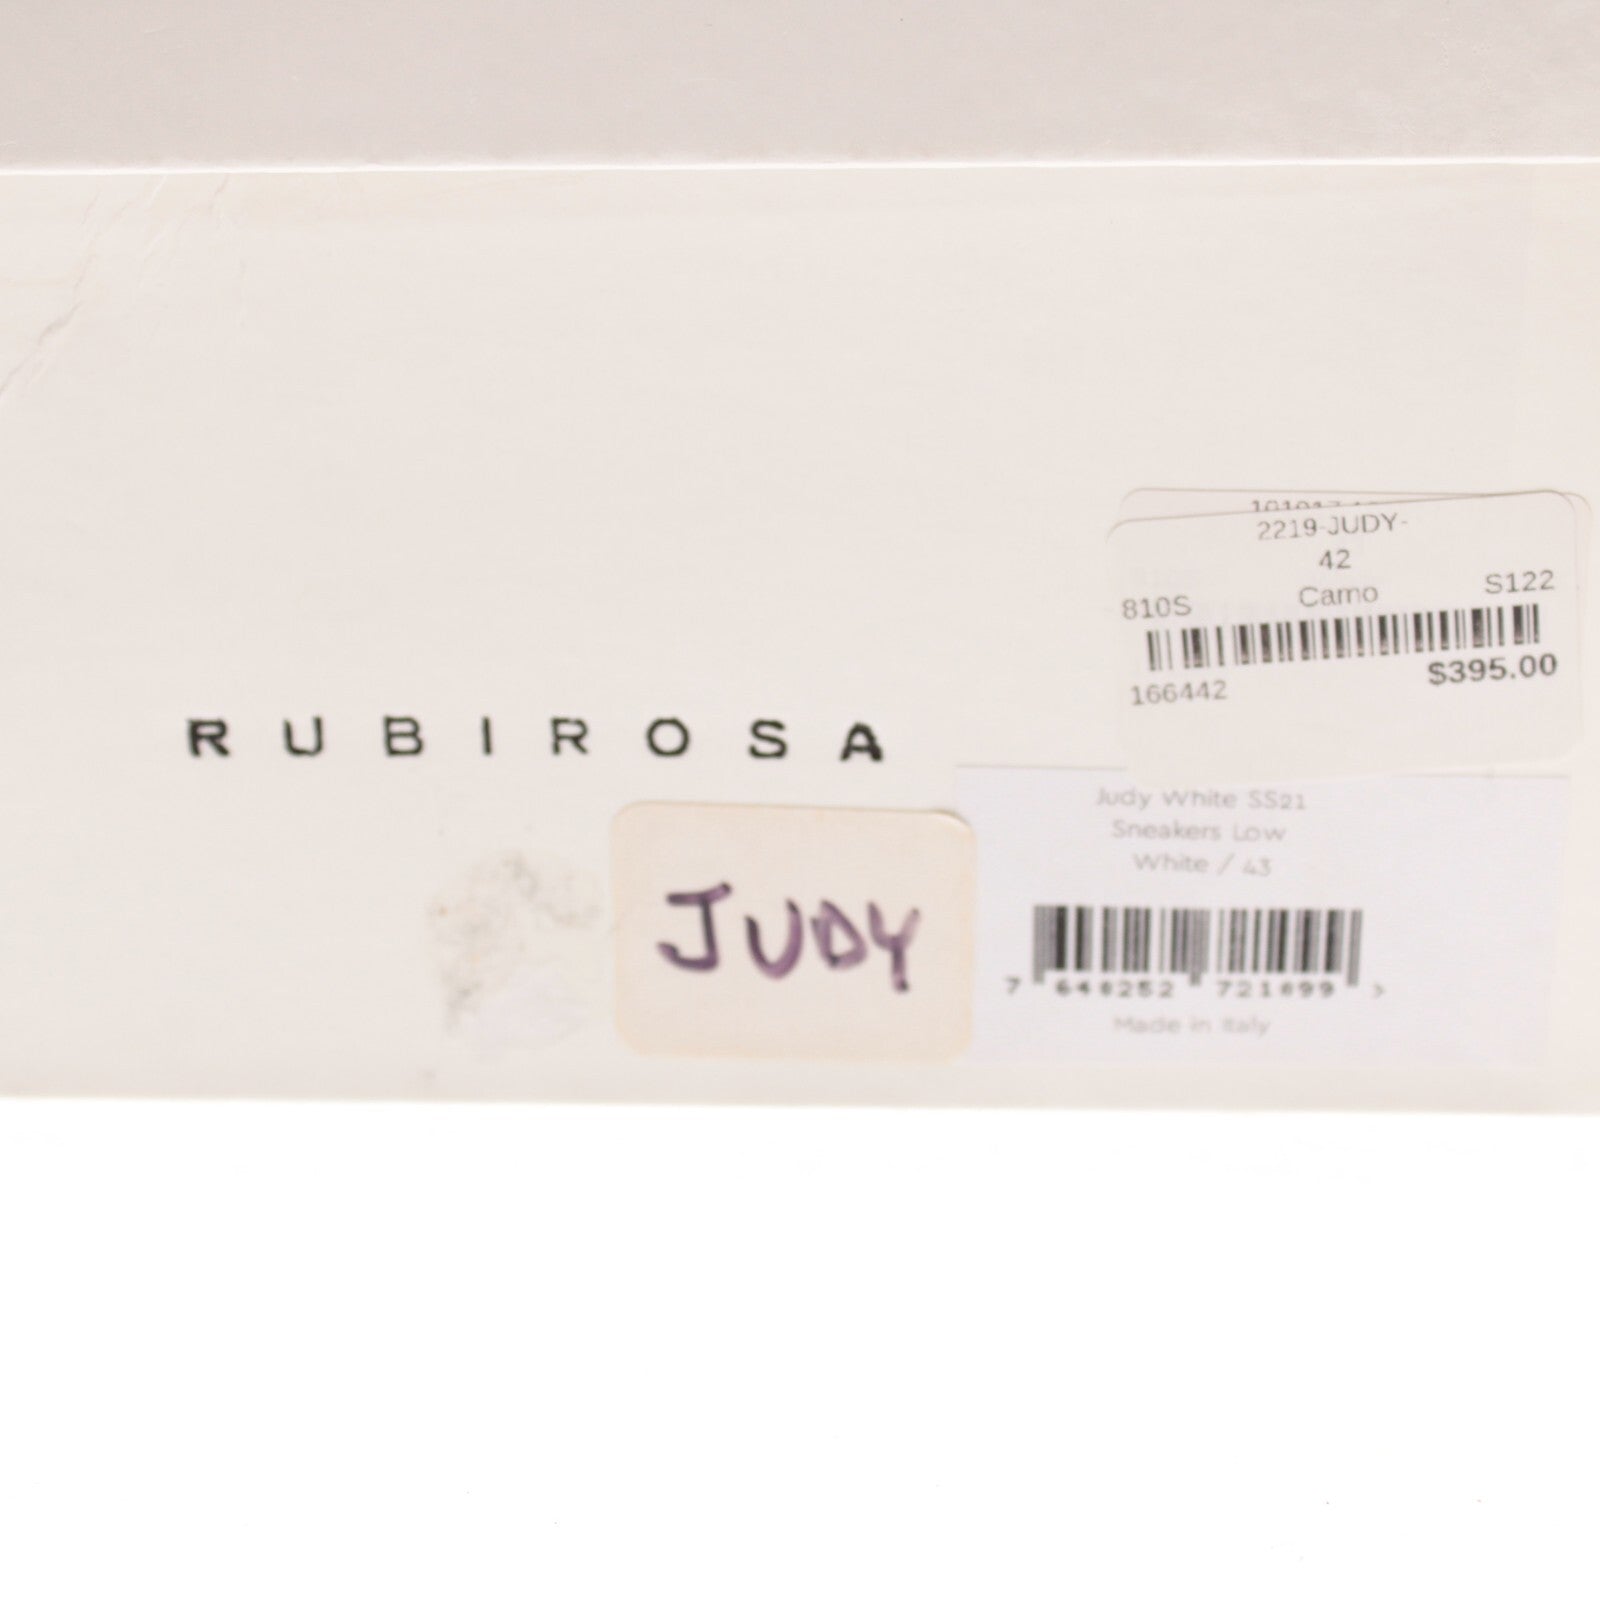 2219-JUDY-
42
810S Camo S122
166442 $395.00
RUBIROSA
JUDY
Judy White SS21
Sneakers Low
White / 43
Made in Italy